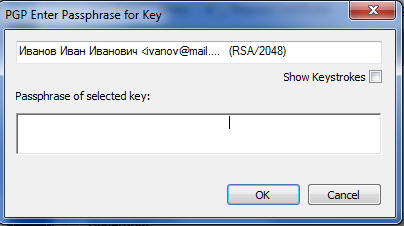 PGP Enter Passphrase for Key
Иванов Иван Иванович <ivanov@mail.... (RSA/2048)
Show Keystrokes
Passphrase of selected key:
OK Cancel